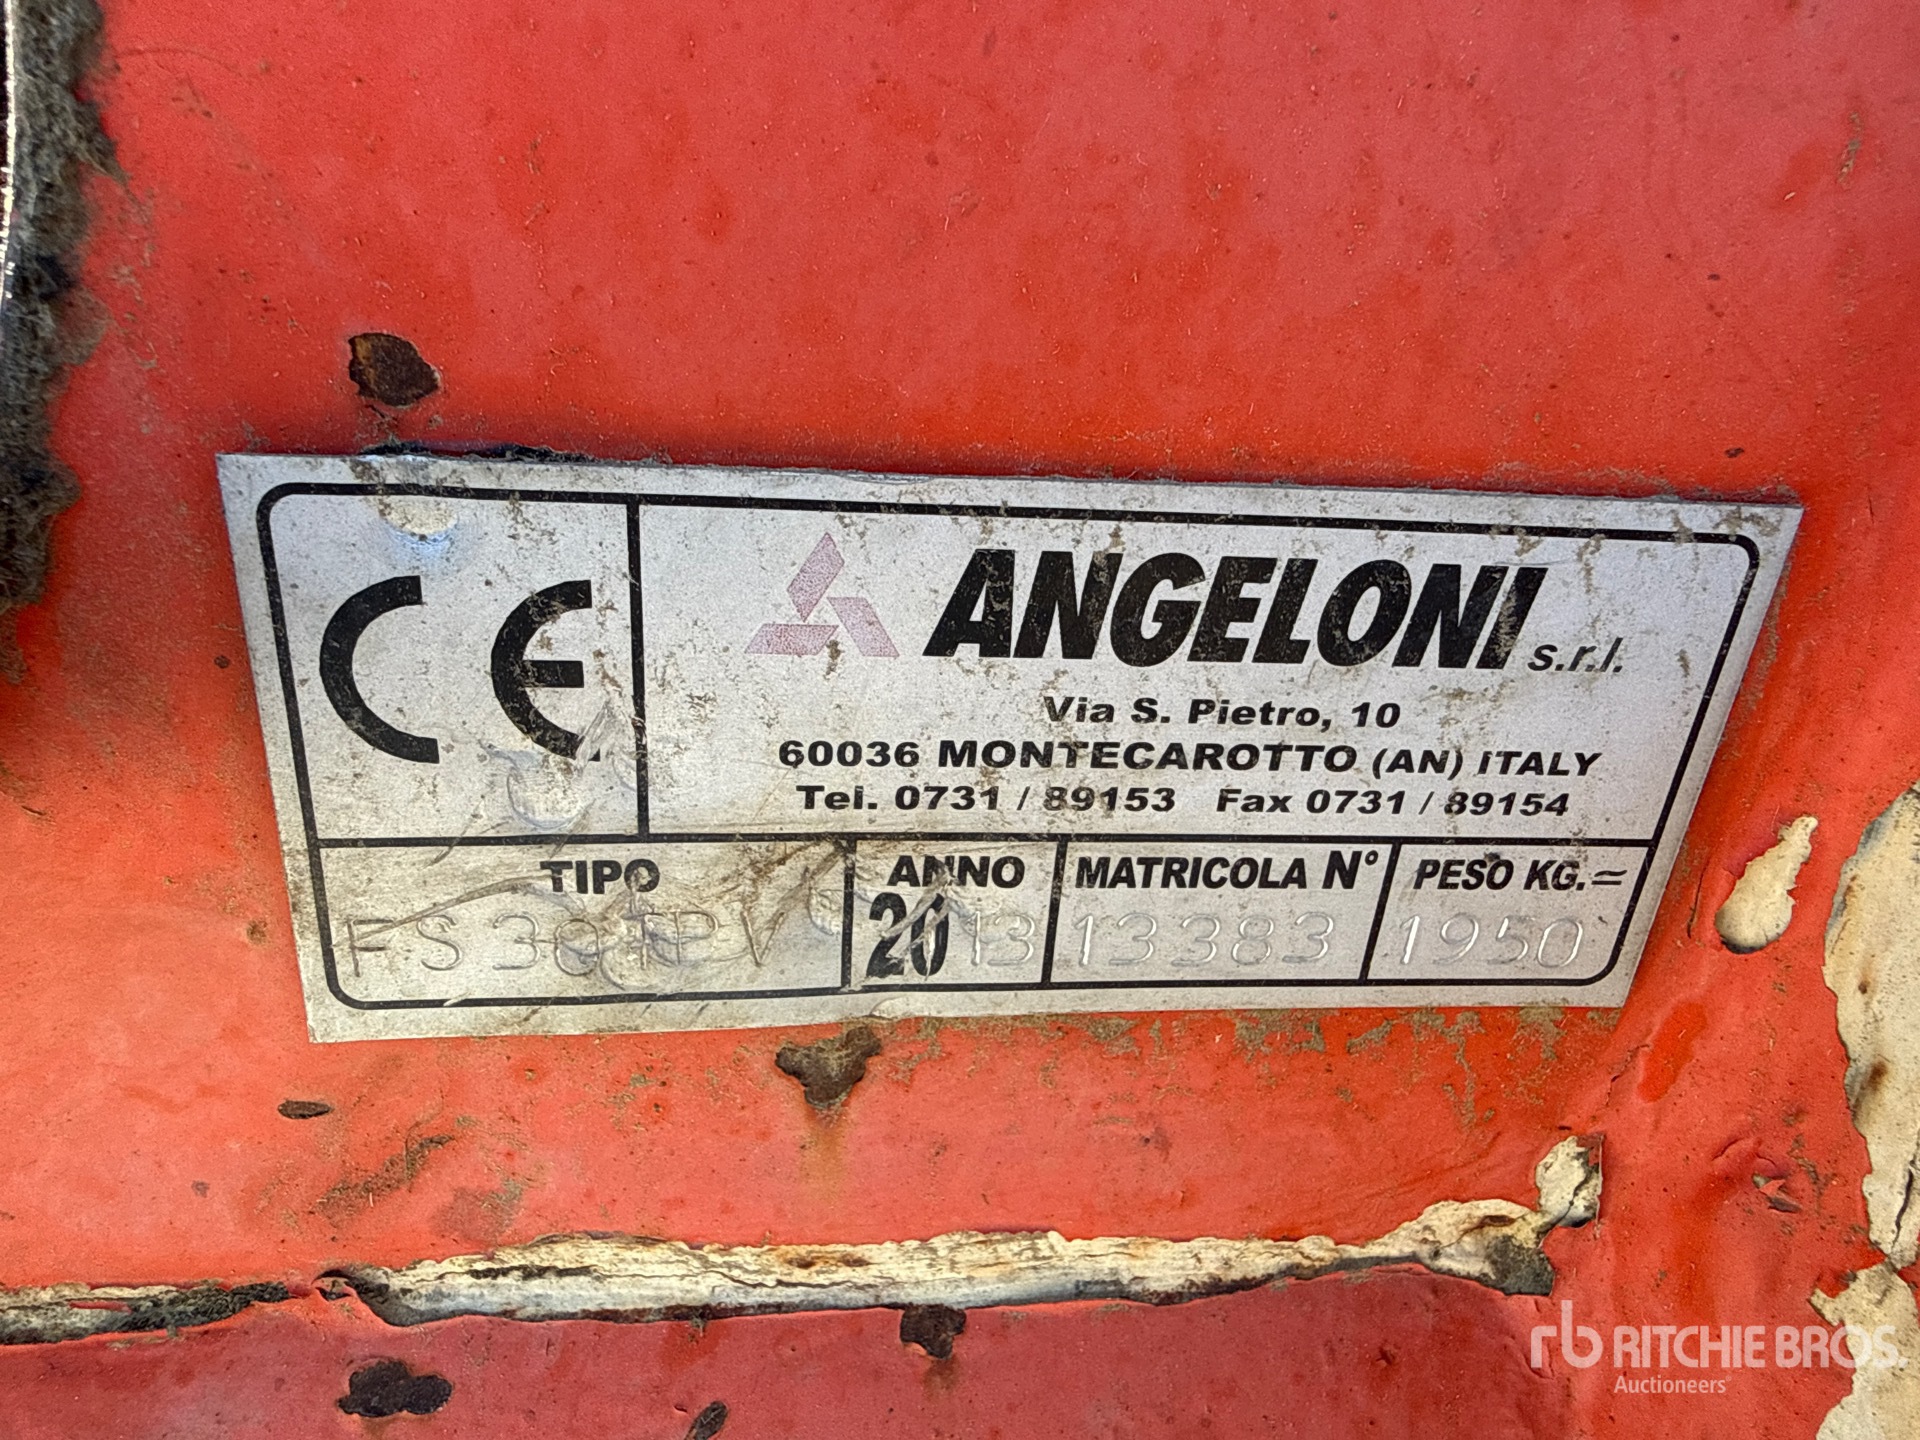 CE
ANGELONI s.r.l.
Via S. Pietro, 10
60036 MONTECAROTTO (AN) ITALY
Tel. 0731 / 89153 Fax 0731 / 89154
TIPO ANNO MATRICOLA N° PESO KG.≃
2013 13383 1950
rb RITCHIE BROS.
Auctioneers